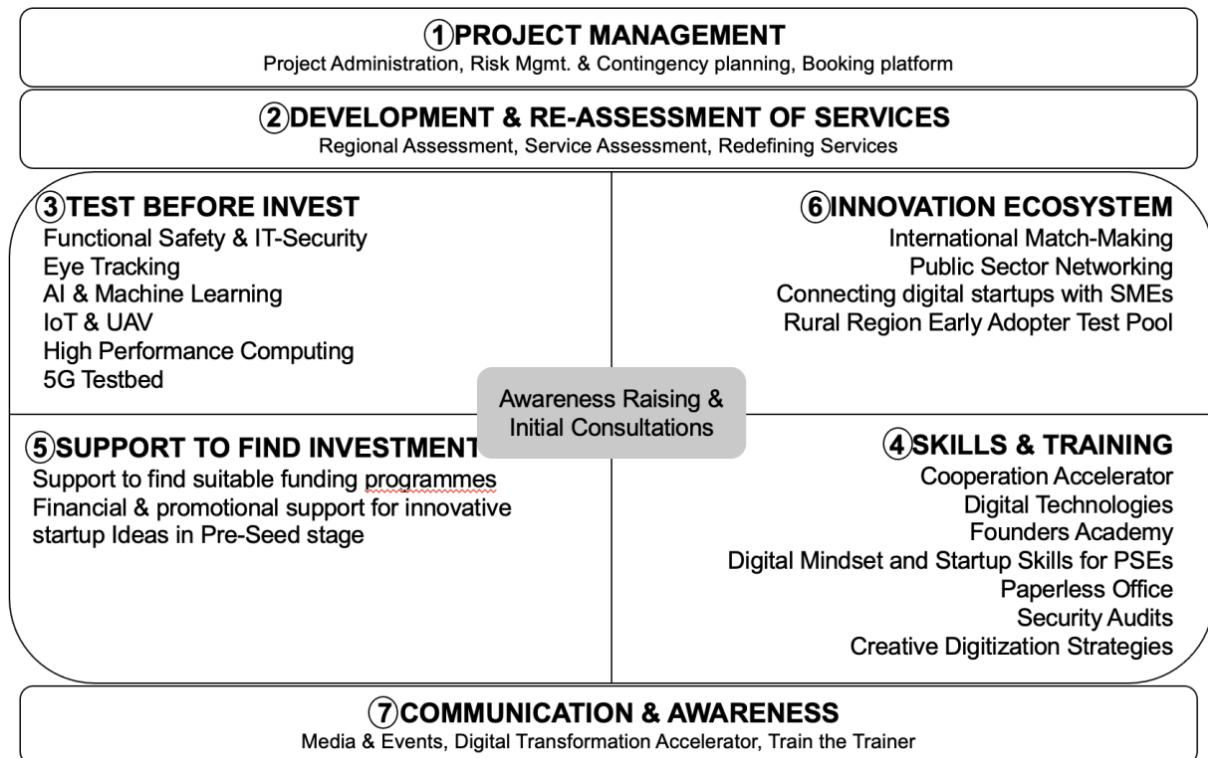 ①PROJECT MANAGEMENT
Project Administration, Risk Mgmt. & Contingency planning, Booking platform
②DEVELOPMENT & RE-ASSESSMENT OF SERVICES
Regional Assessment, Service Assessment, Redefining Services
③TEST BEFORE INVEST
Functional Safety & IT-Security
Eye Tracking
AI & Machine Learning
IoT & UAV
High Performance Computing
5G Testbed
⑥INNOVATION ECOSYSTEM
International Match-Making
Public Sector Networking
Connecting digital startups with SMEs
Rural Region Early Adopter Test Pool
Awareness Raising &
Initial Consultations
⑤SUPPORT TO FIND INVESTMENT
Support to find suitable funding programmes
Financial & promotional support for innovative
startup Ideas in Pre-Seed stage
④SKILLS & TRAINING
Cooperation Accelerator
Digital Technologies
Founders Academy
Digital Mindset and Startup Skills for PSEs
Paperless Office
Security Audits
Creative Digitization Strategies
⑦COMMUNICATION & AWARENESS
Media & Events, Digital Transformation Accelerator, Train the Trainer